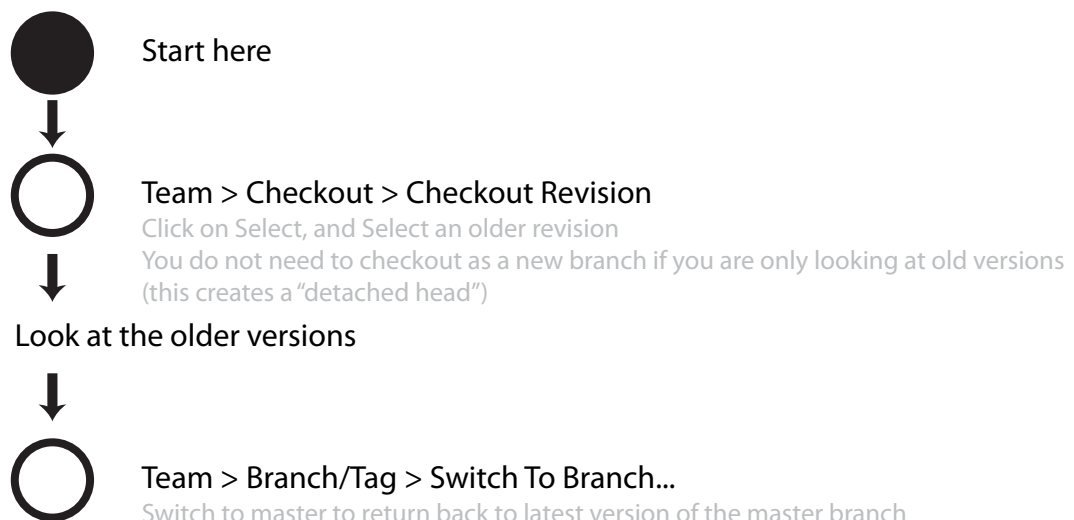 Start here
Team > Checkout > Checkout Revision
Click on Select, and Select an older revision
You do not need to checkout as a new branch if you are only looking at old versions
(this creates a “detached head”)
Look at the older versions
Team > Branch/Tag > Switch To Branch...
Switch to master to return back to latest version of the master branch